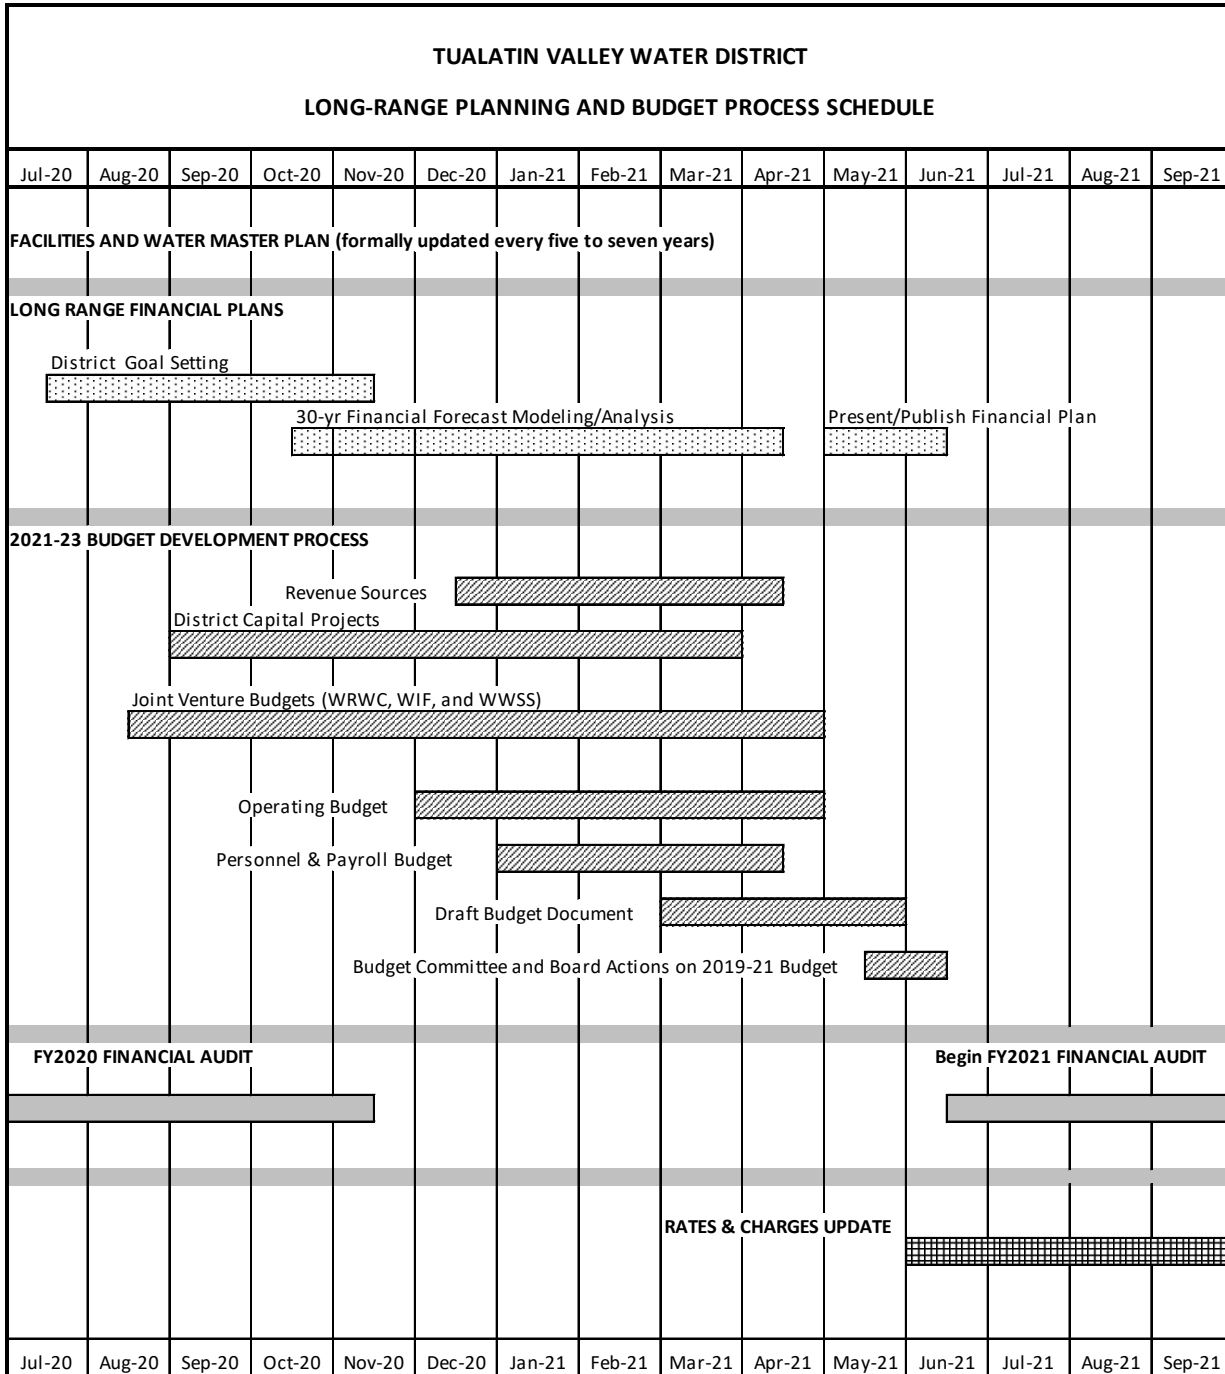 TUALATIN VALLEY WATER DISTRICT
LONG-RANGE PLANNING AND BUDGET PROCESS SCHEDULE
Jul-20 Aug-20 Sep-20 Oct-20 Nov-20 Dec-20 Jan-21 Feb-21 Mar-21 Apr-21 May-21 Jun-21 Jul-21 Aug-21 Sep-21
FACILITIES AND WATER MASTER PLAN (formally updated every five to seven years)
LONG RANGE FINANCIAL PLANS
District Goal Setting
30-yr Financial Forecast Modeling/Analysis Present/Publish Financial Plan
2021-23 BUDGET DEVELOPMENT PROCESS
Revenue Sources
District Capital Projects
Joint Venture Budgets (WRWC, WIF, and WWSS)
Operating Budget
Personnel & Payroll Budget
Draft Budget Document
Budget Committee and Board Actions on 2019-21 Budget
FY2020 FINANCIAL AUDIT Begin FY2021 FINANCIAL AUDIT
RATES & CHARGES UPDATE
Jul-20 Aug-20 Sep-20 Oct-20 Nov-20 Dec-20 Jan-21 Feb-21 Mar-21 Apr-21 May-21 Jun-21 Jul-21 Aug-21 Sep-21